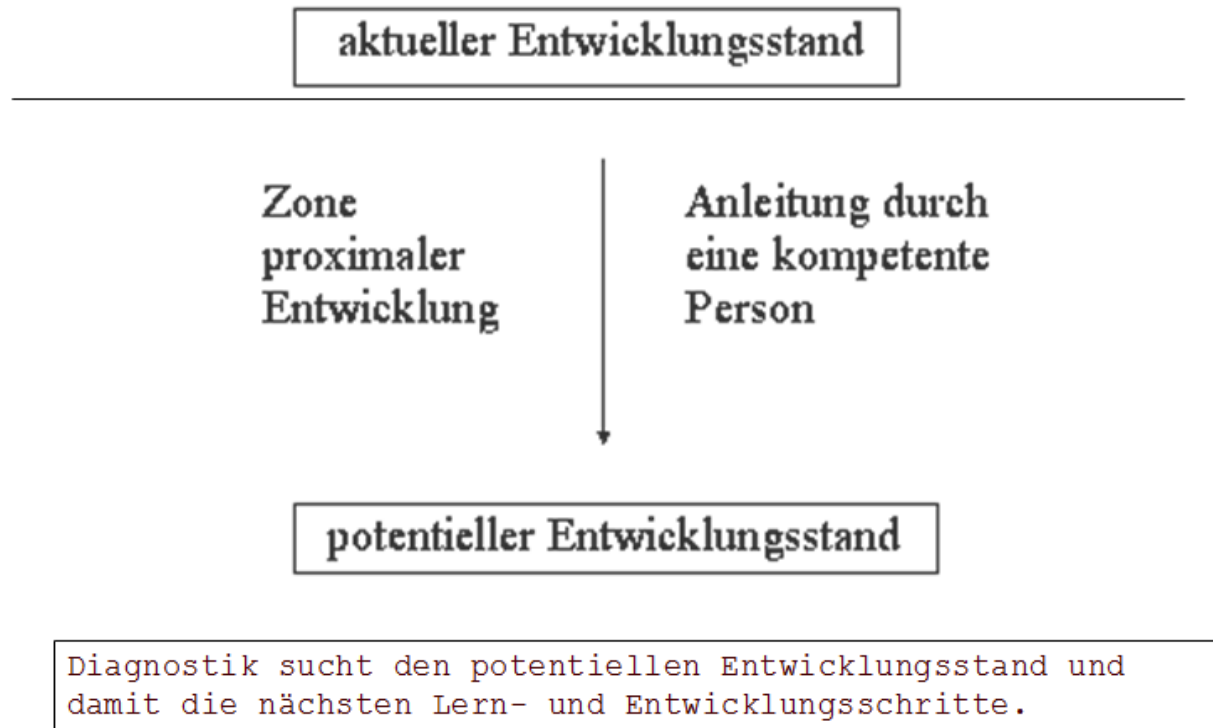 aktueller Entwicklungsstand
Zone
proximaler
Entwicklung
Anleitung durch
eine kompetente
Person
potentieller Entwicklungsstand
Diagnostik sucht den potentiellen Entwicklungsstand und
damit die nächsten Lern- und Entwicklungsschritte.